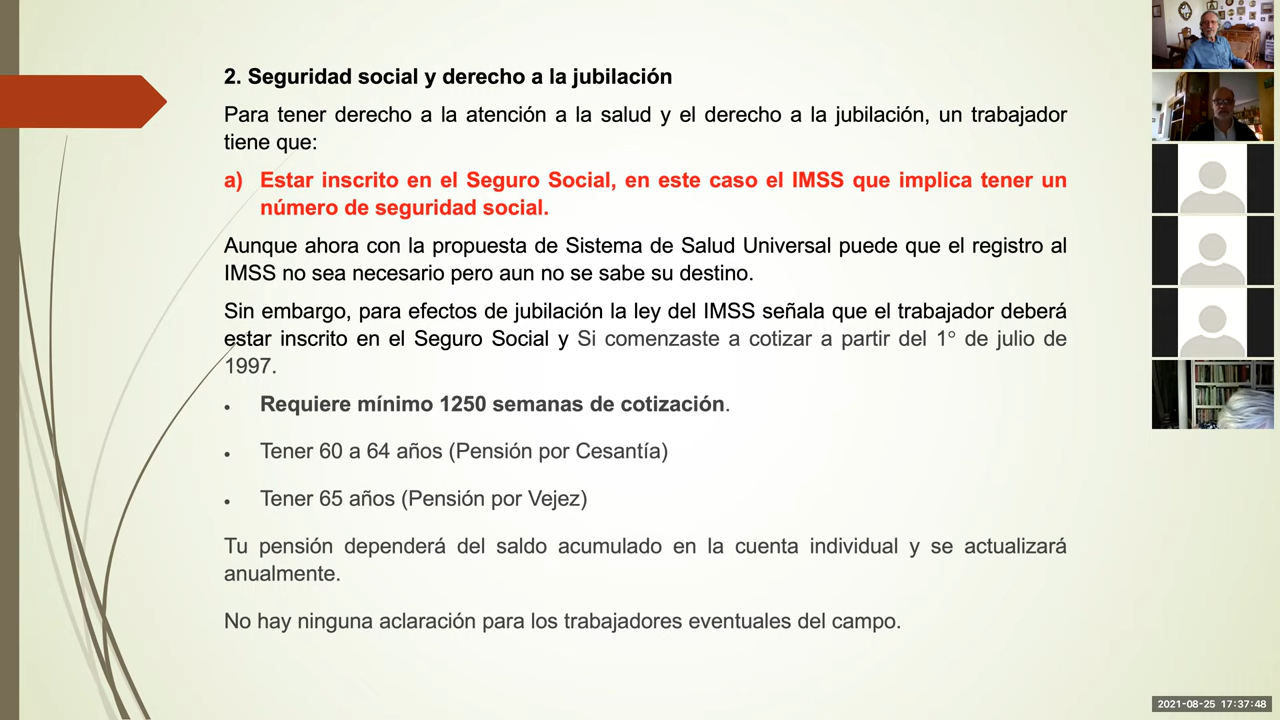 2. Seguridad social y derecho a la jubilación
Para tener derecho a la atención a la salud y el derecho a la jubilación, un trabajador
tiene que:
a) Estar inscrito en el Seguro Social, en este caso el IMSS que implica tener un
número de seguridad social.
Aunque ahora con la propuesta de Sistema de Salud Universal puede que el registro al
IMSS no sea necesario pero aun no se sabe su destino.
Sin embargo, para efectos de jubilación la ley del IMSS señala que el trabajador deberá
estar inscrito en el Seguro Social y Si comenzaste a cotizar a partir del 1° de julio de
1997.
• Requiere mínimo 1250 semanas de cotización.
• Tener 60 a 64 años (Pensión por Cesantía)
• Tener 65 años (Pensión por Vejez)
Tu pensión dependerá del saldo acumulado en la cuenta individual y se actualizará
anualmente.
No hay ninguna aclaración para los trabajadores eventuales del campo.
2021-08-25 17:37:48